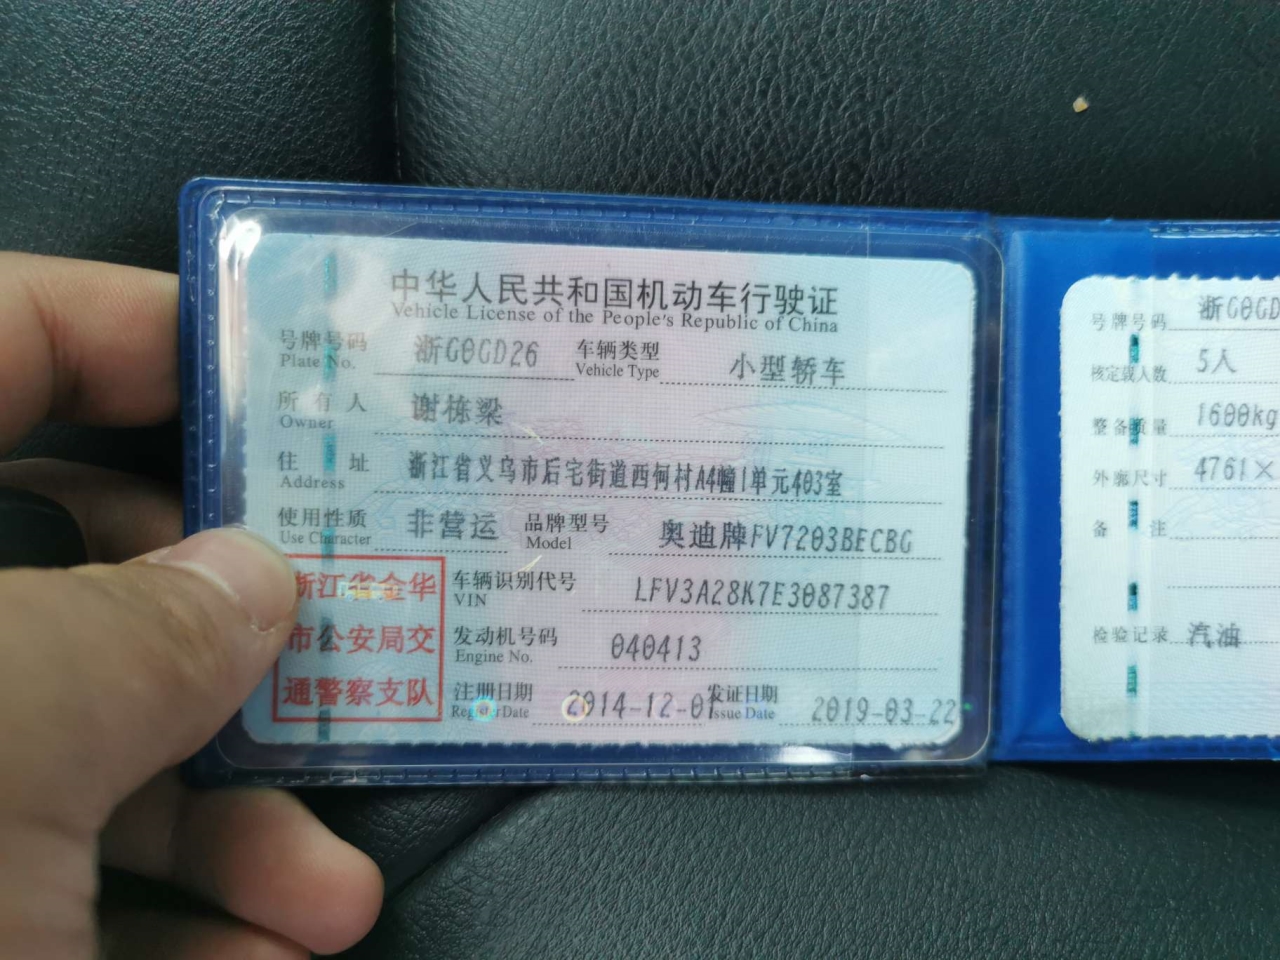 中华人民共和国机动车行驶证
Vehicle License of the People's Republic of China
号牌号码 浙G0GD26 车辆类型 小型轿车
Plate No. Vehicle Type
所有人 谢栋梁
Owner
住址 浙江省义乌市后宅街道西何村A4幢1单元403室
Address
使用性质 非营运 品牌型号 奥迪牌FV7203BECBG
Use Character Model
浙江省金华
市公安局交
通警察支队
车辆识别代号 LFV3A28K7E3087387
VIN
发动机号码 040413
Engine No.
注册日期 2014-12-01 发证日期 2019-03-22
Register Date Issue Date
号牌号码 浙G0GD
核定载人数 5人
整备质量 1600kg
外廓尺寸 4761×
备注
检验记录 汽油